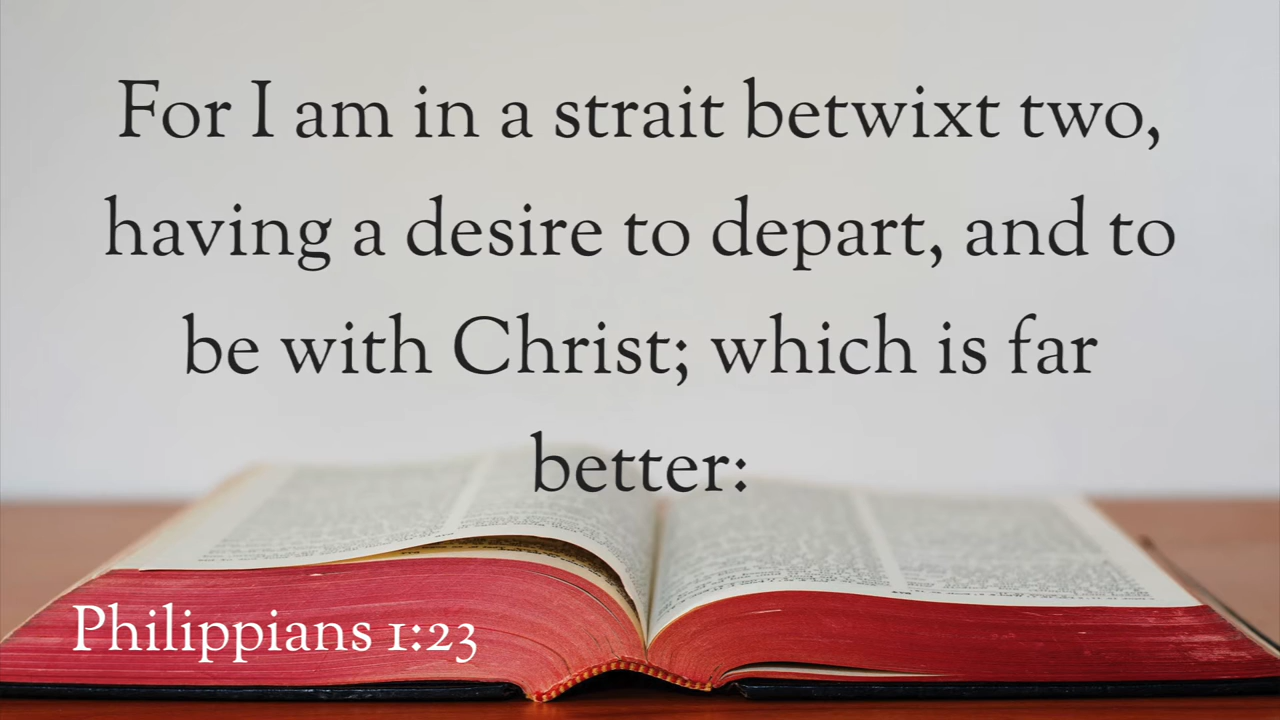 For I am in a strait betwixt two,
having a desire to depart, and to
be with Christ; which is far
better:
Philippians 1:23